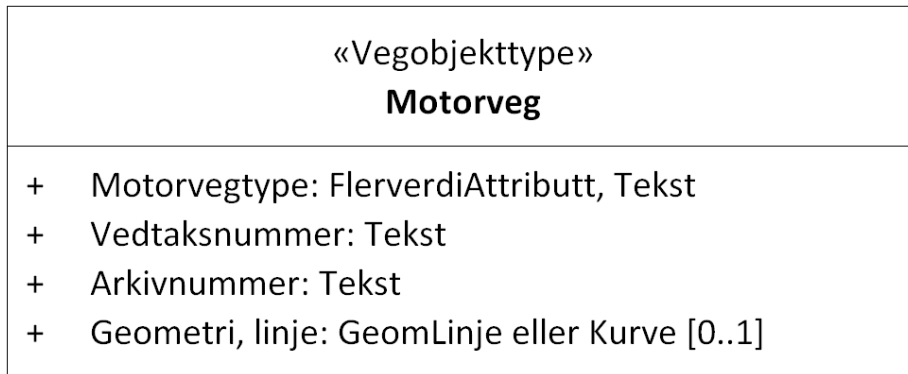 «Vegobjekttype»
Motorveg
+ Motorvegtype: FlerverdiAttributt, Tekst
+ Vedtaksnummer: Tekst
+ Arkivnummer: Tekst
+ Geometri, linje: GeomLinje eller Kurve [0..1]